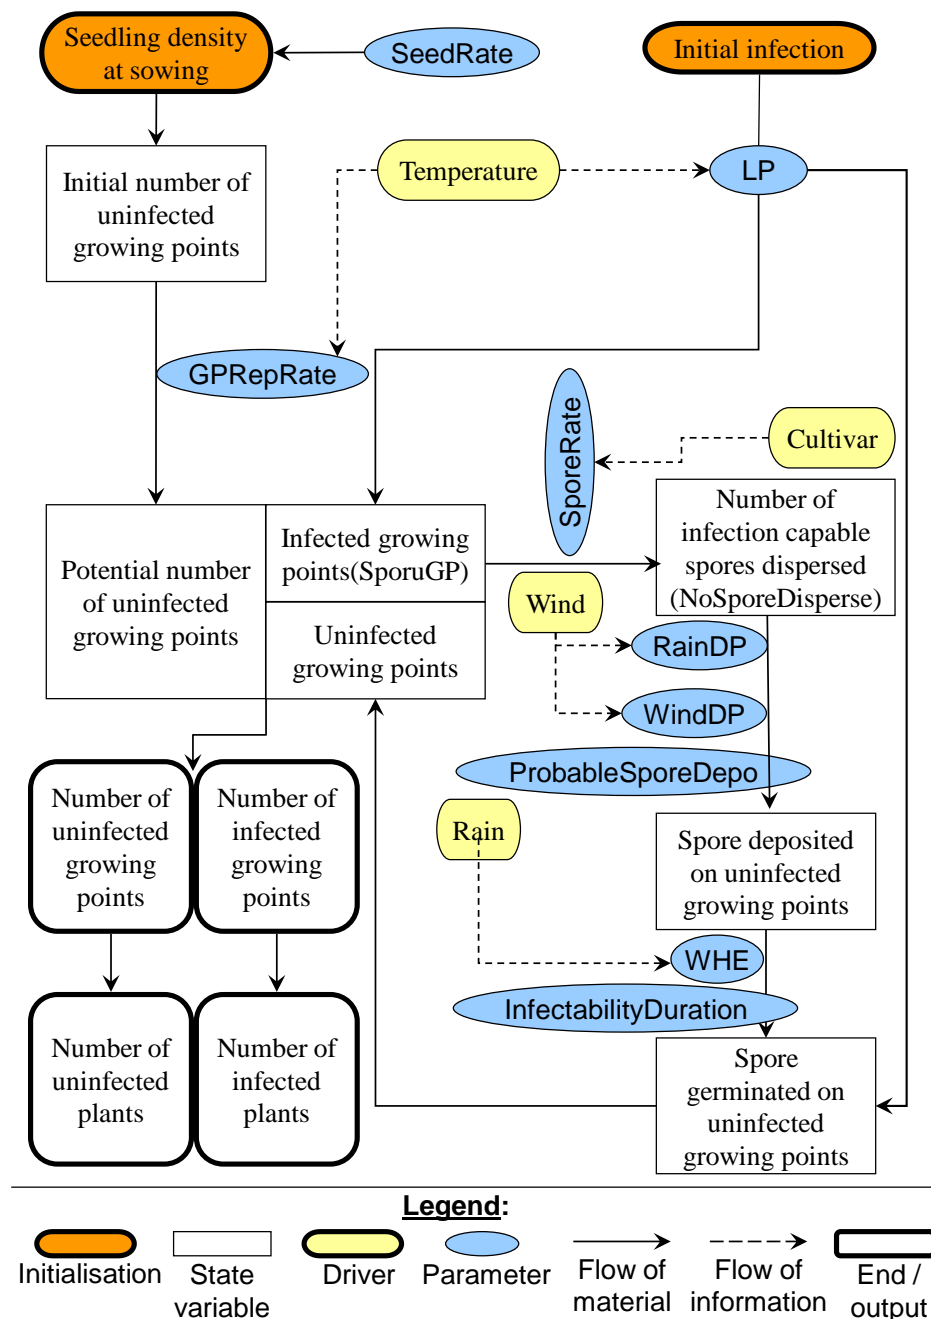 Seedling density
at sowing
SeedRate
Initial infection
Initial number of
uninfected
growing points
Temperature
LP
GPRepRate
SporeRate
Cultivar
Potential number
of uninfected
growing points
Infected growing
points(SporuGP)
Uninfected
growing points
Number of
infection capable
spores dispersed
(NoSporeDisperse)
Wind
RainDP
WindDP
ProbableSporeDepo
Number of
uninfected
growing
points
Number of
infected
growing
points
Rain
Spore deposited
on uninfected
growing points
WHE
InfectabilityDuration
Number of
uninfected
plants
Number of
infected
plants
Spore
germinated on
uninfected
growing points
Legend:
Initialisation
State
variable
Driver
Parameter
Flow of
material
Flow of
information
End /
output